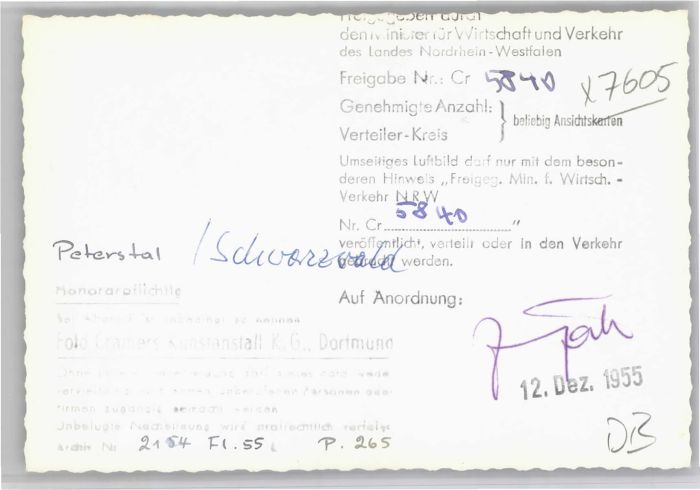 Freigegeben durch
den Minister für Wirtschaft und Verkehr
des Landes Nordrhein-Westfalen
Freigabe Nr.: Cr 5840
x7605
Genehmigte Anzahl:
Verteiler-Kreis } beliebig Ansichtskarten
Umseitiges Luftbild darf nur mit dem beson-
deren Hinweis „Freigeg. Min. f. Wirtsch. -
Verkehr NRW
Nr. Cr 5840 "
veröffentlicht, verteilt oder in den Verkehr
gebracht werden.
Peterstal /Schwarzwald
Auf Anordnung:
12. Dez. 1955
DB
Honorarpflichtig
Foto Cramers Kunstanstalt K.G., Dortmund
Unbefugte Nachbildung wird strafrechtlich verfolgt
Archiv Nr. 2154 Fl. 55 P. 265